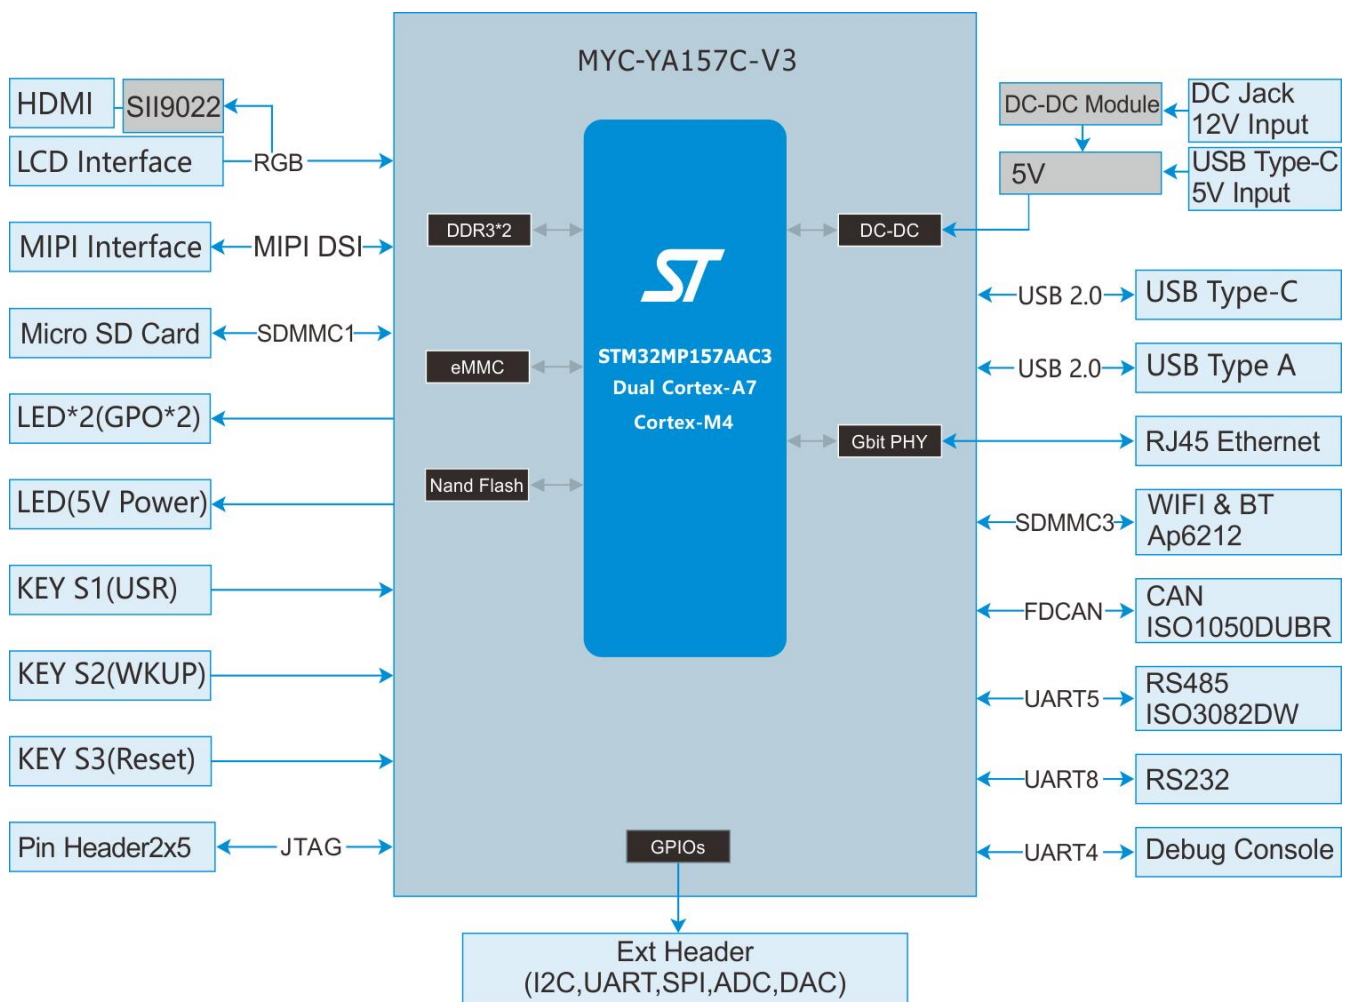 MYC-YA157C-V3
HDMI
SII9022
LCD Interface
RGB
MIPI Interface
MIPI DSI
Micro SD Card
SDMMC1
LED*2(GPO*2)
LED(5V Power)
KEY S1(USR)
KEY S2(WKUP)
KEY S3(Reset)
Pin Header2x5
JTAG
DDR3*2
eMMC
Nand Flash
ST
STM32MP157AAC3
Dual Cortex-A7
Cortex-M4
DC-DC
Gbit PHY
GPIOs
DC-DC Module
DC Jack
12V Input
5V
USB Type-C
5V Input
USB 2.0
USB Type-C
USB 2.0
USB Type A
RJ45 Ethernet
SDMMC3
WIFI & BT
Ap6212
FDCAN
CAN
ISO1050DUBR
UART5
RS485
ISO3082DW
UART8
RS232
UART4
Debug Console
Ext Header
(I2C,UART,SPI,ADC,DAC)